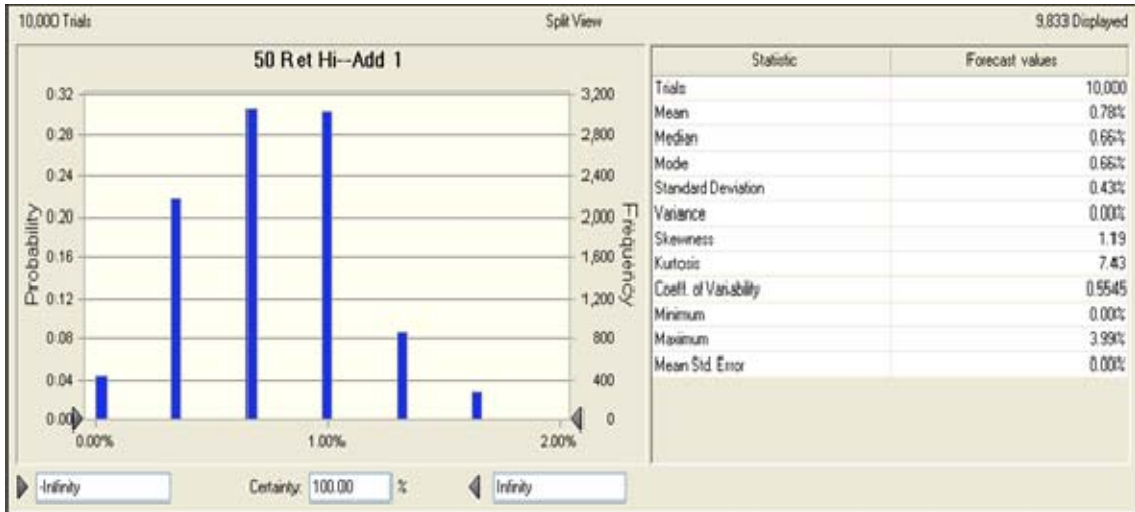 10,000 Trials Split View 9,833 Displayed
50 Ret Hi--Add 1
Probability
0.32
0.28
0.24
0.20
0.16
0.12
0.08
0.04
0.00
3,200
2,800
2,400
2,000
1,600
1,200
800
400
0
Frequency
0.00% 1.00% 2.00%
Statistic Forecast values
Trials 10,000
Mean 0.78%
Median 0.66%
Mode 0.66%
Standard Deviation 0.43%
Variance 0.00%
Skewness 1.19
Kurtosis 7.43
Coeff. of Variability 0.5545
Minimum 0.00%
Maximum 3.99%
Mean Std. Error 0.00%
-Infinity Certainty: 100.00 % Infinity